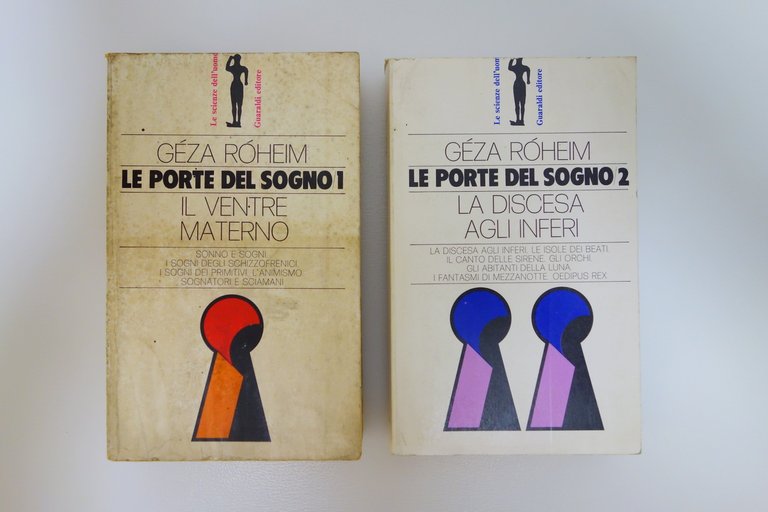 Le scienze dell'uomo
Guaraldi editore
GÉZA RÓHEIM
LE PORTE DEL SOGNO 1
IL VENTRE
MATERNO
SONNO E SOGNI.
I SOGNI DEGLI SCHIZZOFRENICI.
I SOGNI DEI PRIMITIVI. L'ANIMISMO.
SOGNATORI E SCIAMANI
Le scienze dell'uomo
Guaraldi editore
GÉZA RÓHEIM
LE PORTE DEL SOGNO 2
LA DISCESA
AGLI INFERI
LA DISCESA AGLI INFERI. LE ISOLE DEI BEATI.
IL CANTO DELLE SIRENE. GLI ORCHI.
GLI ABITANTI DELLA LUNA.
I FANTASMI DI MEZZANOTTE. OEDIPUS REX